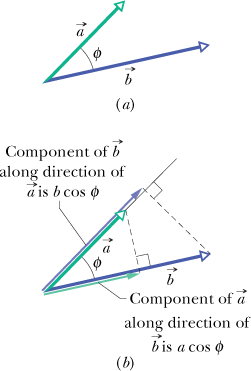 a⃗
ϕ
b⃗
(a)
Component of b⃗
along direction of
a⃗ is b cos ϕ
a⃗
ϕ
b⃗
Component of a⃗
along direction of
b⃗ is a cos ϕ
(b)